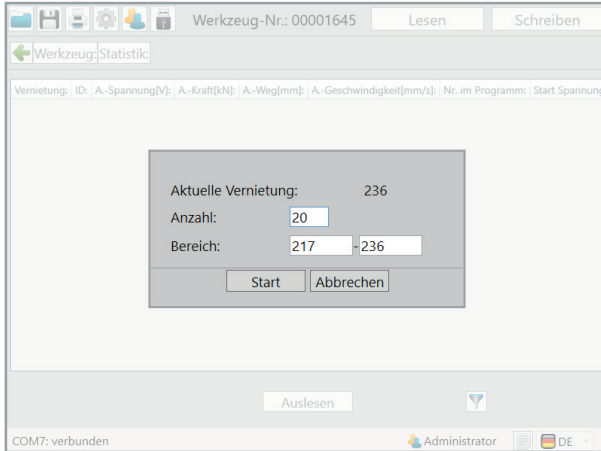 Werkzeug-Nr.: 00001645 Lesen Schreiben
Werkzeug: Statistik:
Vernietung: ID: A.-Spannung[V]: A.-Kraft[kN]: A.-Weg[mm]: A.-Geschwindigkeit[mm/s]: Nr. im Programm: Start Spannung
Aktuelle Vernietung: 236
Anzahl: 20
Bereich: 217 - 236
Start Abbrechen
Auslesen
COM7: verbunden Administrator DE